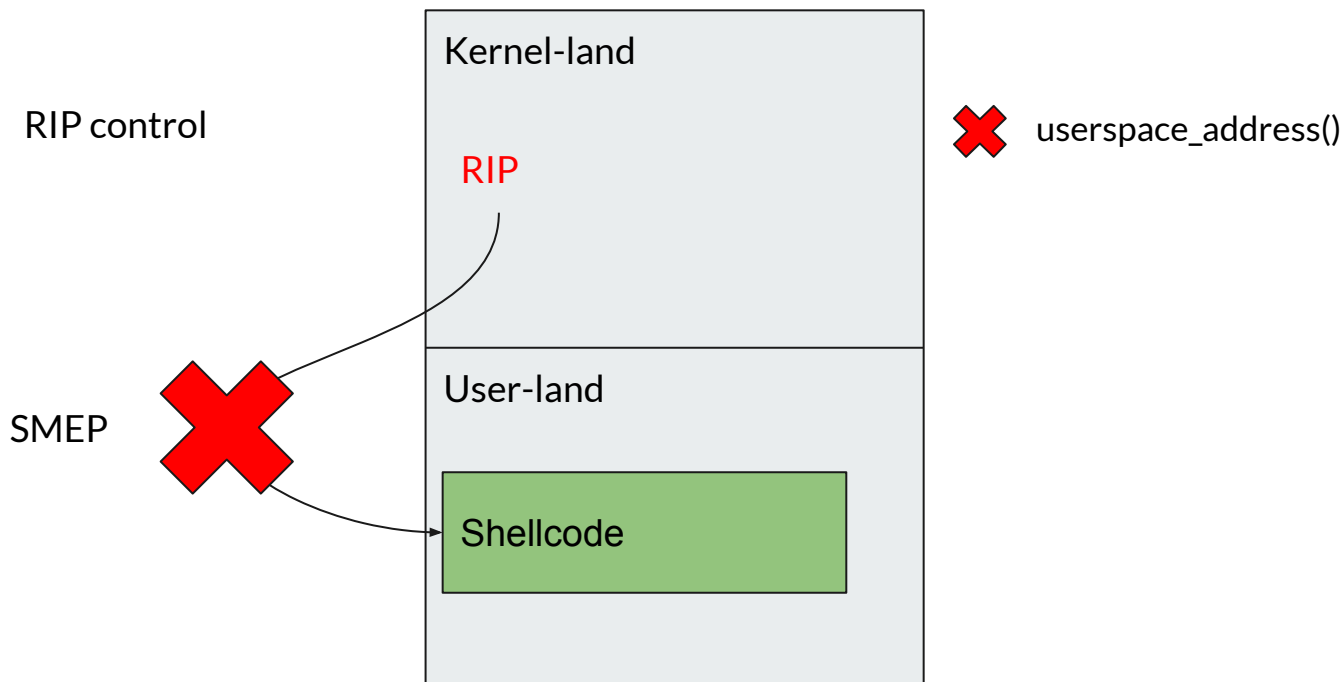 Kernel-land
RIP control
userspace_address()
RIP
User-land
SMEP
Shellcode